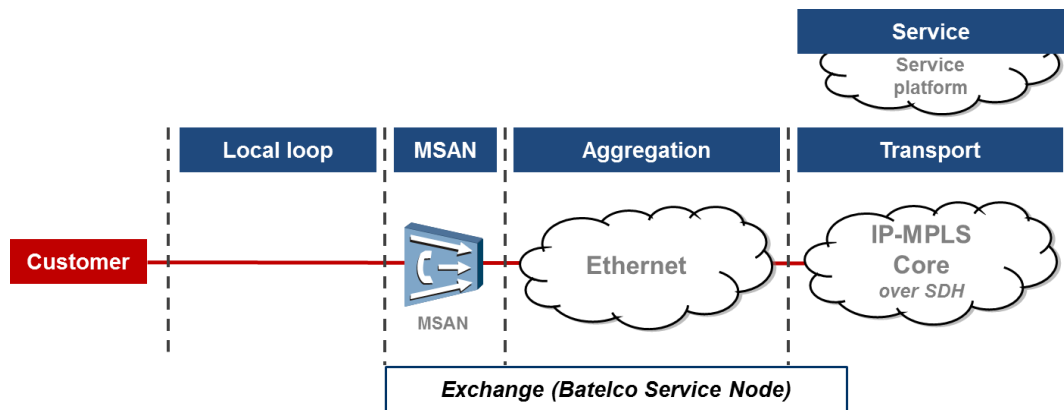 Service
Service
platform
Local loop
MSAN
Aggregation
Transport
Customer
MSAN
Ethernet
IP-MPLS
Core
over SDH
Exchange (Batelco Service Node)